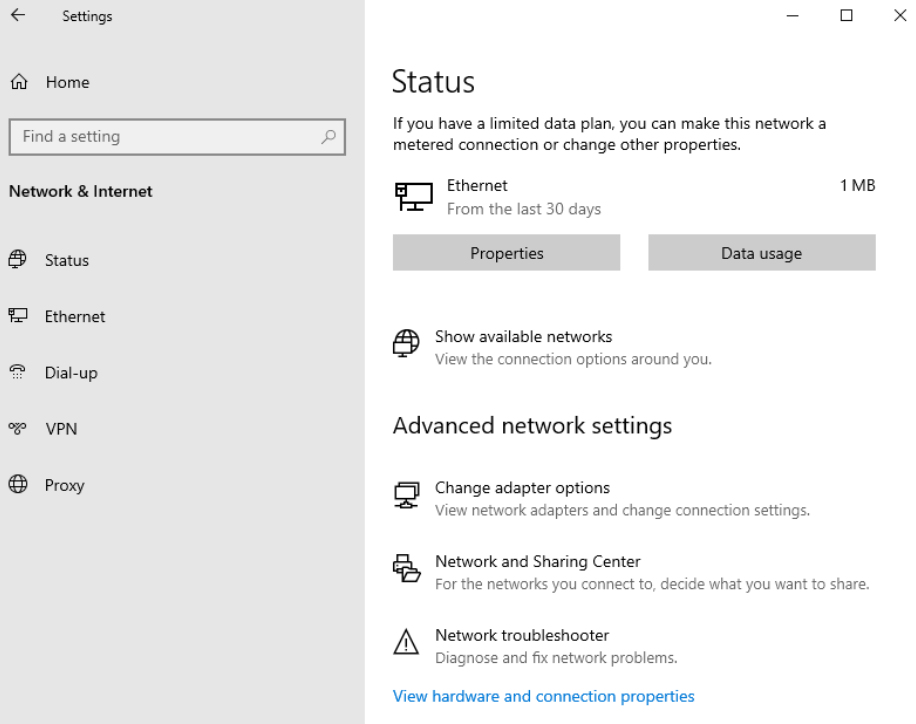 Settings
Home
Find a setting
Network & Internet
Status
Ethernet
Dial-up
VPN
Proxy
Status
If you have a limited data plan, you can make this network a
metered connection or change other properties.
Ethernet 1 MB
From the last 30 days
Properties Data usage
Show available networks
View the connection options around you.
Advanced network settings
Change adapter options
View network adapters and change connection settings.
Network and Sharing Center
For the networks you connect to, decide what you want to share.
Network troubleshooter
Diagnose and fix network problems.
View hardware and connection properties